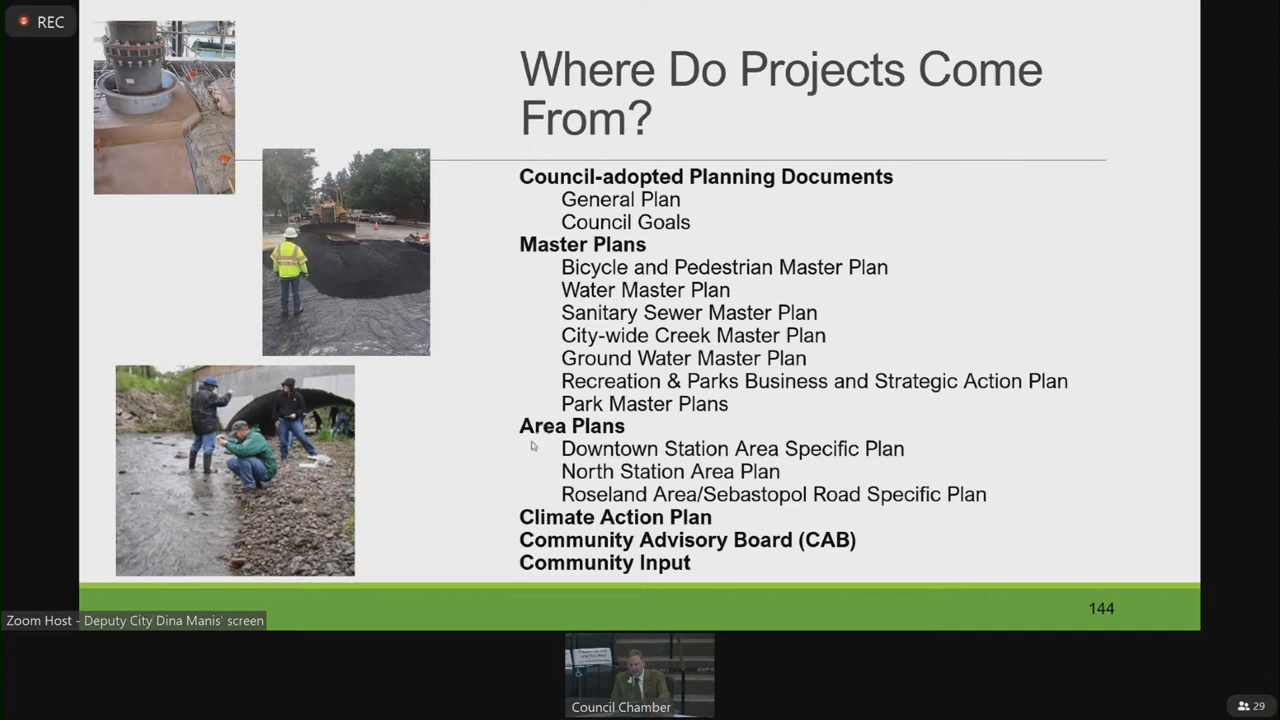 REC
Where Do Projects Come
From?
Council-adopted Planning Documents
General Plan
Council Goals
Master Plans
Bicycle and Pedestrian Master Plan
Water Master Plan
Sanitary Sewer Master Plan
City-wide Creek Master Plan
Ground Water Master Plan
Recreation & Parks Business and Strategic Action Plan
Park Master Plans
Area Plans
Downtown Station Area Specific Plan
North Station Area Plan
Roseland Area/Sebastopol Road Specific Plan
Climate Action Plan
Community Advisory Board (CAB)
Community Input
144
Zoom Host - Deputy City Dina Manis' screen
Council Chamber
29